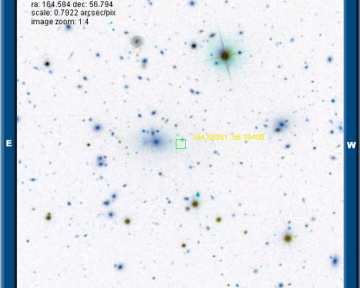 ra: 164.584 dec: 56.794
scale: 0.7922 arcsec/pix
image zoom: 1:4
E
W